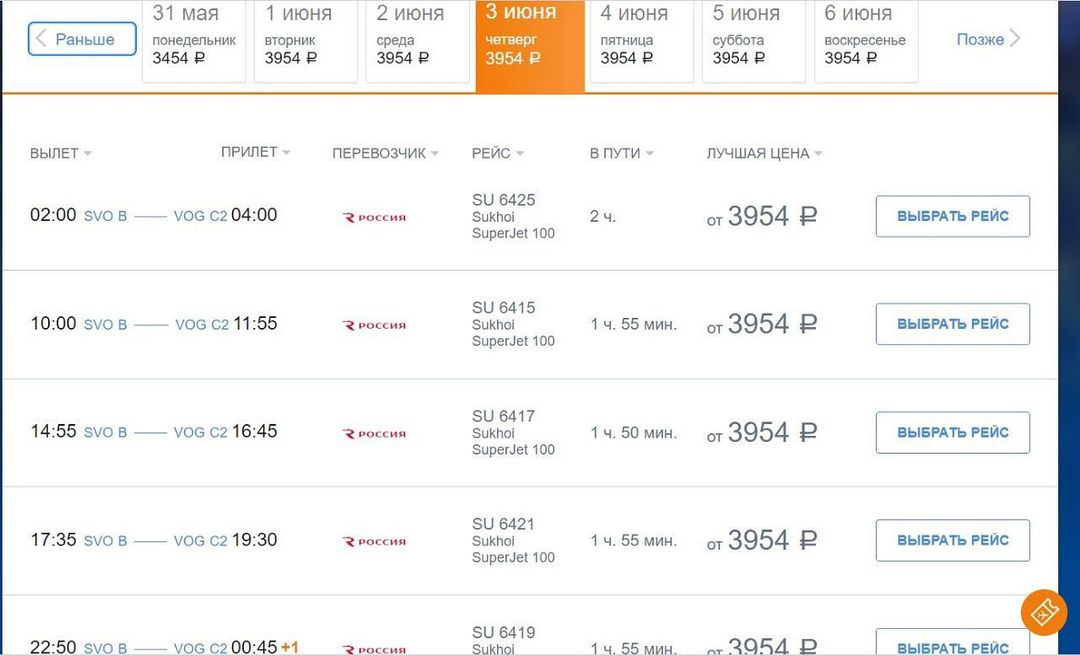 Раньше
31 мая
понедельник
3454 ₽
1 июня
вторник
3954 ₽
2 июня
среда
3954 ₽
3 июня
четверг
3954 ₽
4 июня
пятница
3954 ₽
5 июня
суббота
3954 ₽
6 июня
воскресенье
3954 ₽
Позже
ВЫЛЕТ ПРИЛЕТ ПЕРЕВОЗЧИК РЕЙС В ПУТИ ЛУЧШАЯ ЦЕНА
02:00 SVO B VOG C2 04:00
РОССИЯ
SU 6425
Sukhoi
SuperJet 100
2 ч.
от 3954 ₽
ВЫБРАТЬ РЕЙС
10:00 SVO B VOG C2 11:55
РОССИЯ
SU 6415
Sukhoi
SuperJet 100
1 ч. 55 мин.
от 3954 ₽
ВЫБРАТЬ РЕЙС
14:55 SVO B VOG C2 16:45
РОССИЯ
SU 6417
Sukhoi
SuperJet 100
1 ч. 50 мин.
от 3954 ₽
ВЫБРАТЬ РЕЙС
17:35 SVO B VOG C2 19:30
РОССИЯ
SU 6421
Sukhoi
SuperJet 100
1 ч. 55 мин.
от 3954 ₽
ВЫБРАТЬ РЕЙС
22:50 SVO B VOG C2 00:45 +1
РОССИЯ
SU 6419
Sukhoi
1 ч. 55 мин.
от 3954 ₽
ВЫБРАТЬ РЕЙС